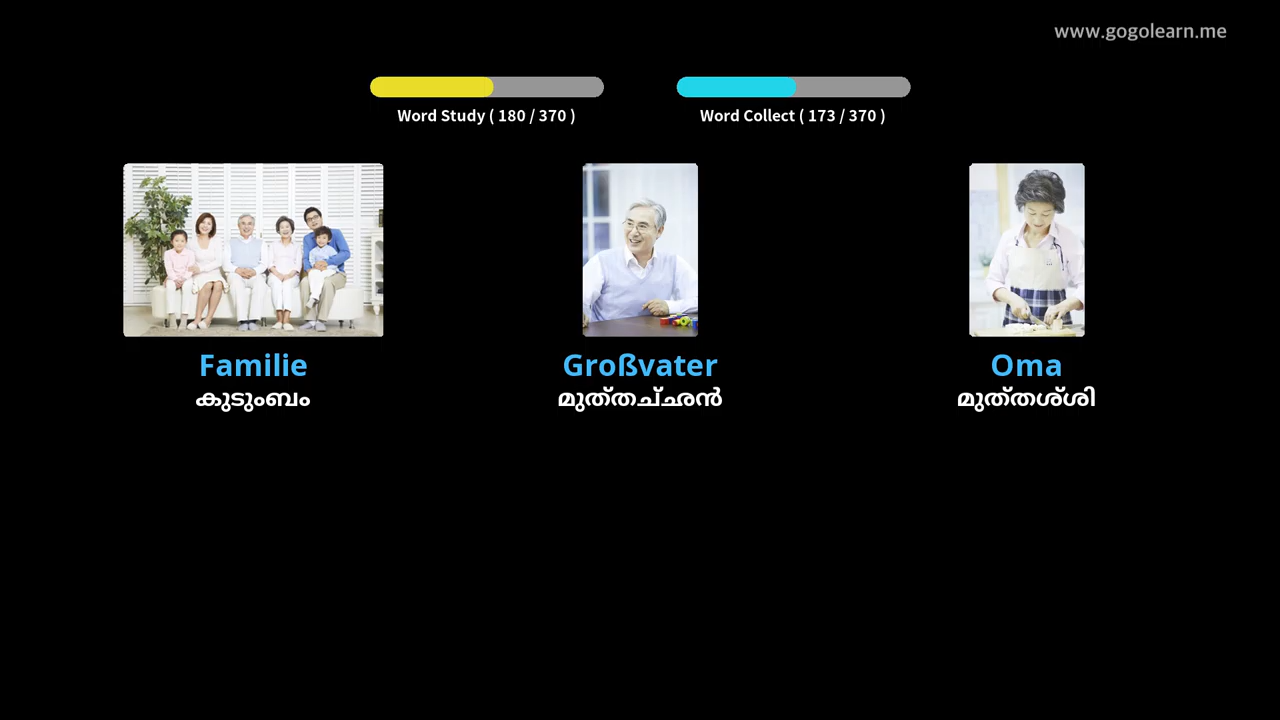 www.gogolearn.me
Word Study ( 180 / 370 )
Word Collect ( 173 / 370 )
Familie
Großvater
Oma
കുടുംബം
മുത്തച്ഛൻ
മുത്തശ്ശി